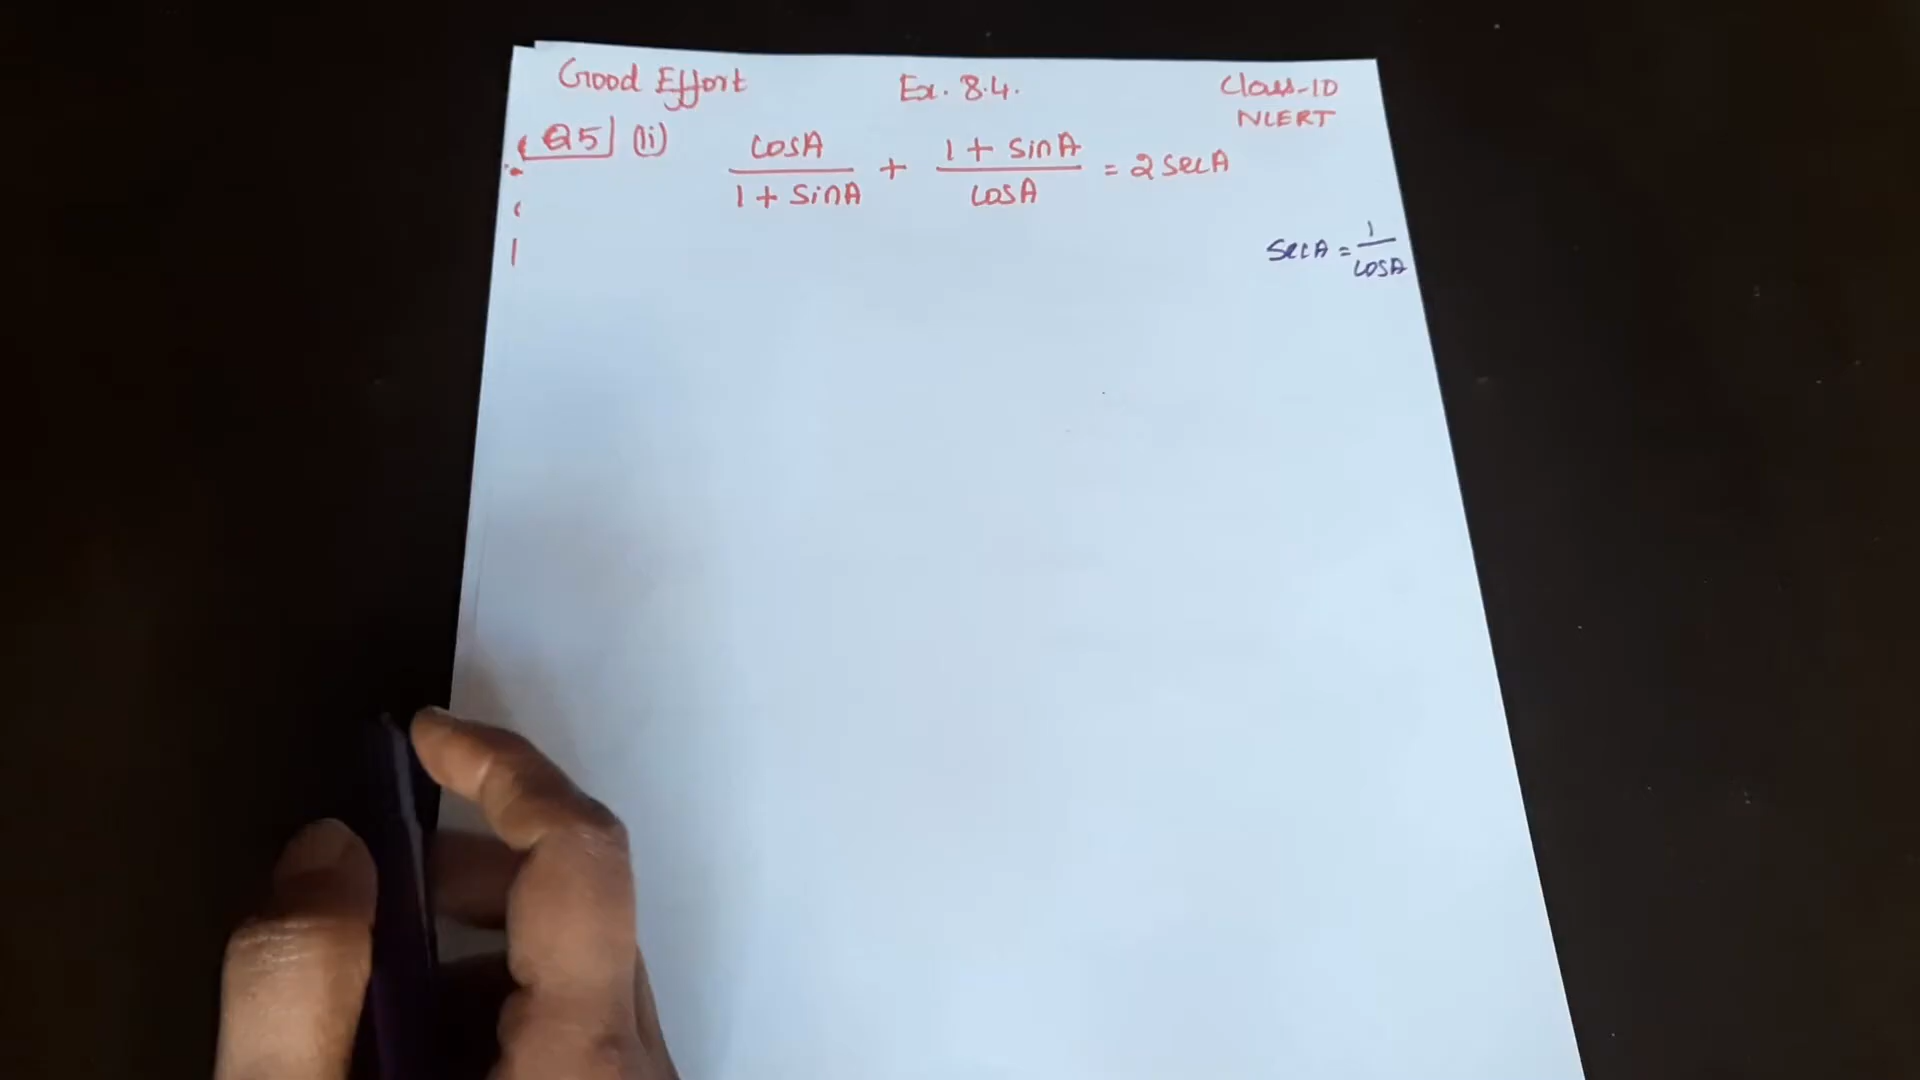 Good Effort Ex. 8.4. Class-10
NCERT
Q5 (ii) cosA / 1 + sinA + 1 + sinA / cosA = 2 secA
secA = 1 / cosA